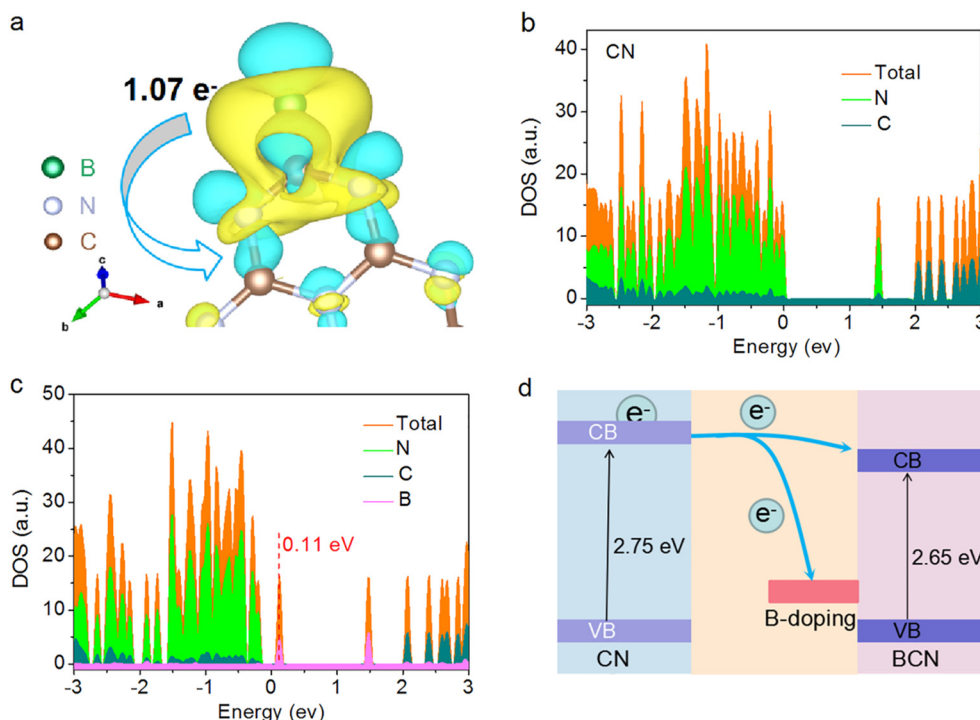 a
1.07 e-
B
N
C
c
a
b
b
CN
Total
N
C
DOS (a.u.)
40
30
20
10
0
-3 -2 -1 0 1 2 3
Energy (ev)
c
Total
N
C
B
0.11 eV
DOS (a.u.)
50
40
30
20
10
0
-3 -2 -1 0 1 2 3
Energy (ev)
d
e-
e-
CB
CB
e-
2.75 eV
2.65 eV
B-doping
VB
VB
CN
BCN